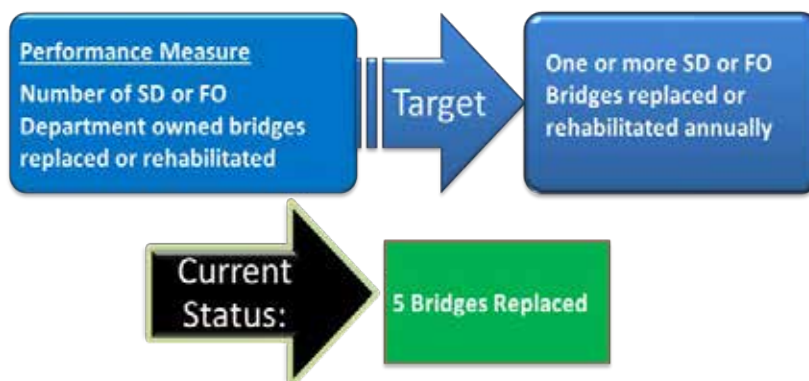 Performance Measure
Number of SD or FO
Department owned bridges
replaced or rehabilitated
Target
One or more SD or FO
Bridges replaced or
rehabilitated annually
Current
Status:
5 Bridges Replaced